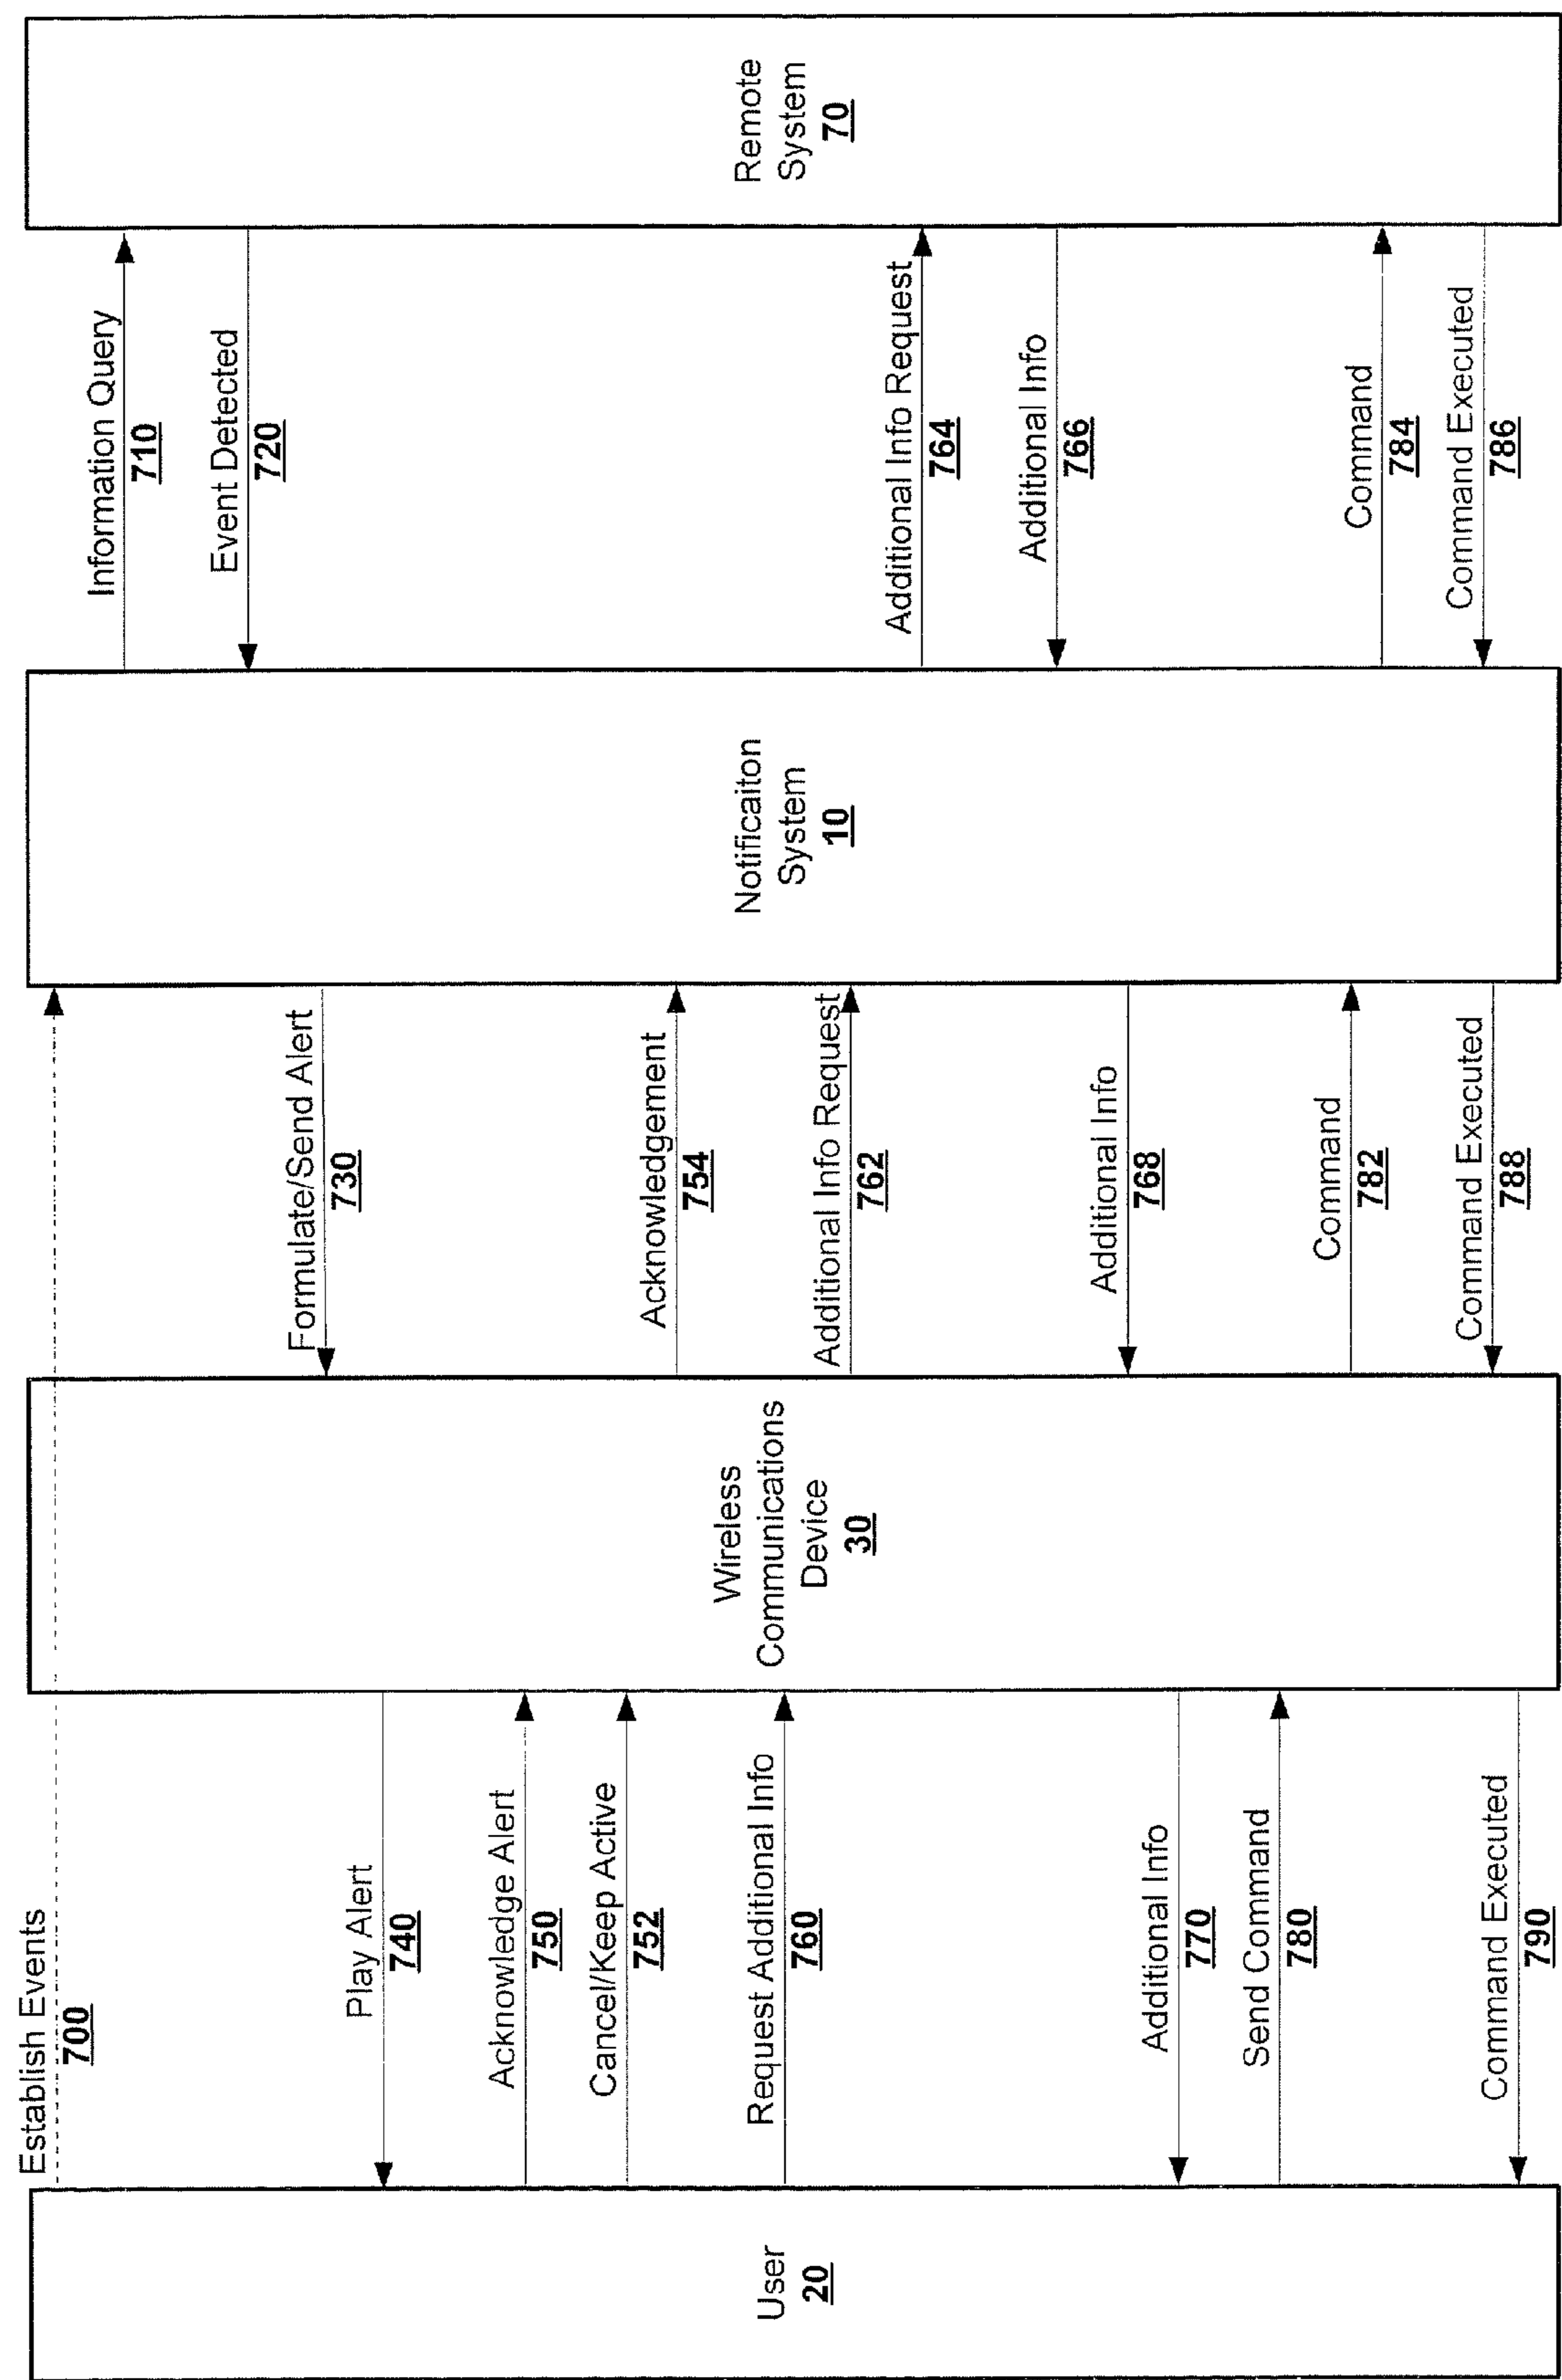 Establish Events
700
User
20
Play Alert
740
Acknowledge Alert
750
Cancel/Keep Active
752
Request Additional Info
760
Additional Info
770
Send Command
780
Command Executed
790
Wireless
Communications
Device
30
Formulate/Send Alert
730
Acknowledgement
754
Additional Info Request
762
Additional Info
768
Command
782
Command Executed
788
Notificaiton
System
10
Information Query
710
Event Detected
720
Additional Info Request
764
Additional Info
766
Command
784
Command Executed
786
Remote
System
70